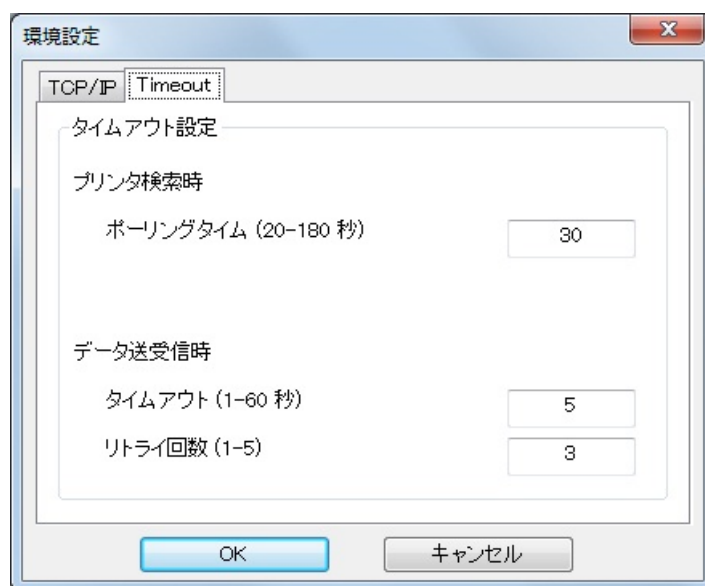 環境設定
TCP/IP Timeout
タイムアウト設定
プリンタ検索時
ポーリングタイム (20-180 秒) 30
データ送受信時
タイムアウト (1-60 秒) 5
リトライ回数 (1-5) 3
OK キャンセル